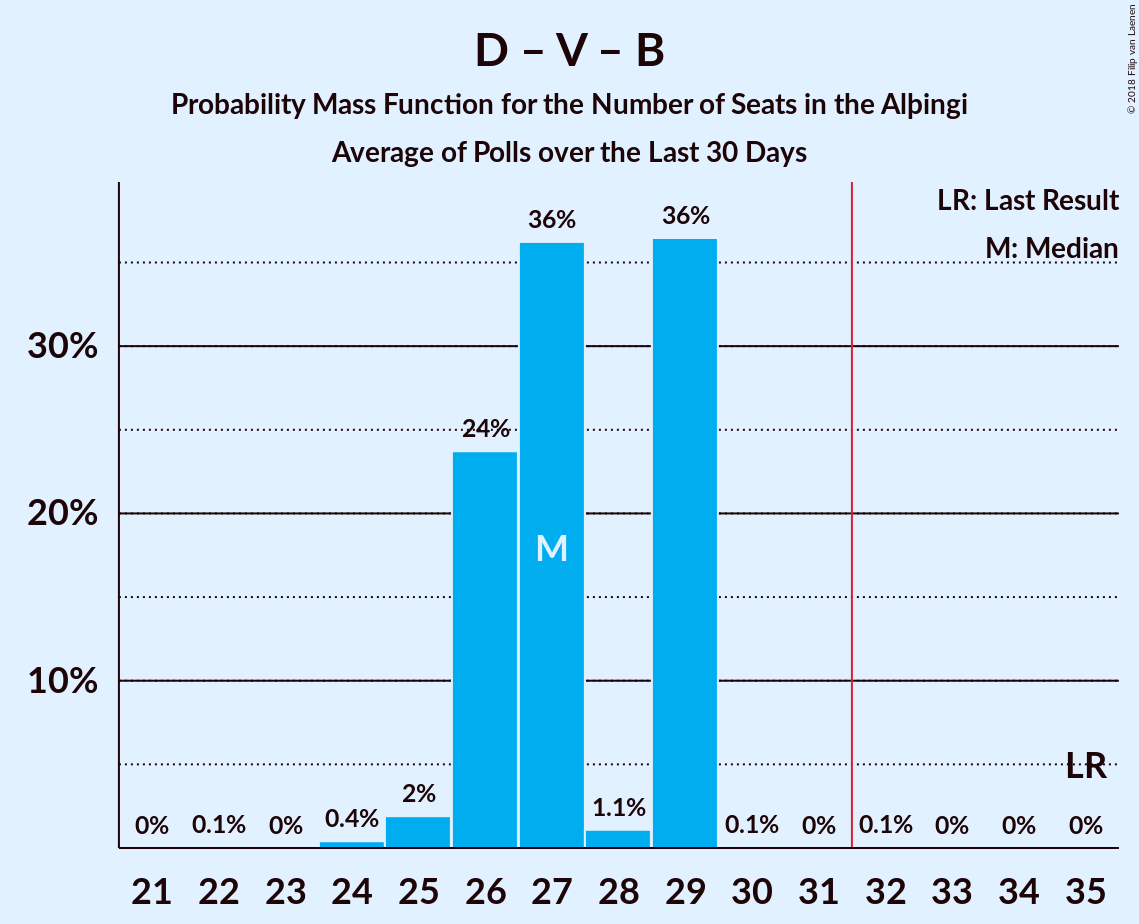 D – V – B
Probability Mass Function for the Number of Seats in the Alþingi
Average of Polls over the Last 30 Days
© 2018 Filip van Laenen
LR: Last Result
M: Median
36%
36%
30%
24%
20%
M
10%
LR
0%
0.1%
0%
0.4%
2%
1.1%
0.1%
0%
0.1%
0%
0%
0%
21 22 23 24 25 26 27 28 29 30 31 32 33 34 35